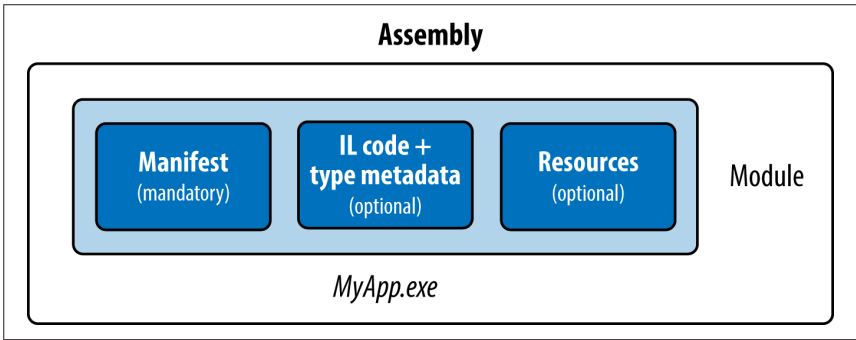 Assembly
Manifest
(mandatory)
IL code +
type metadata
(optional)
Resources
(optional)
Module
MyApp.exe